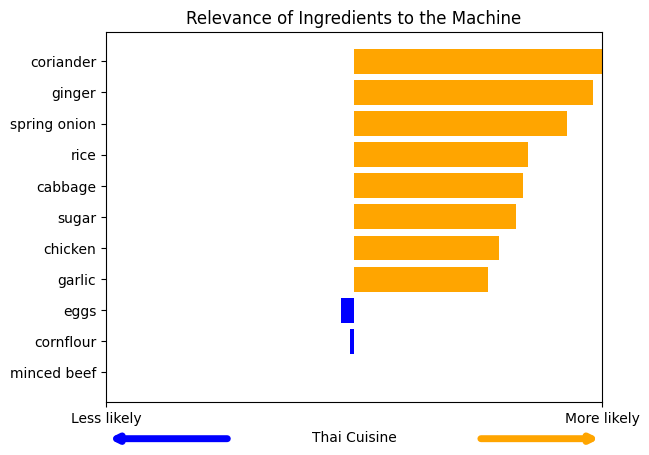 Relevance of Ingredients to the Machine
coriander
ginger
spring onion
rice
cabbage
sugar
chicken
garlic
eggs
cornflour
minced beef
Less likely
More likely
Thai Cuisine